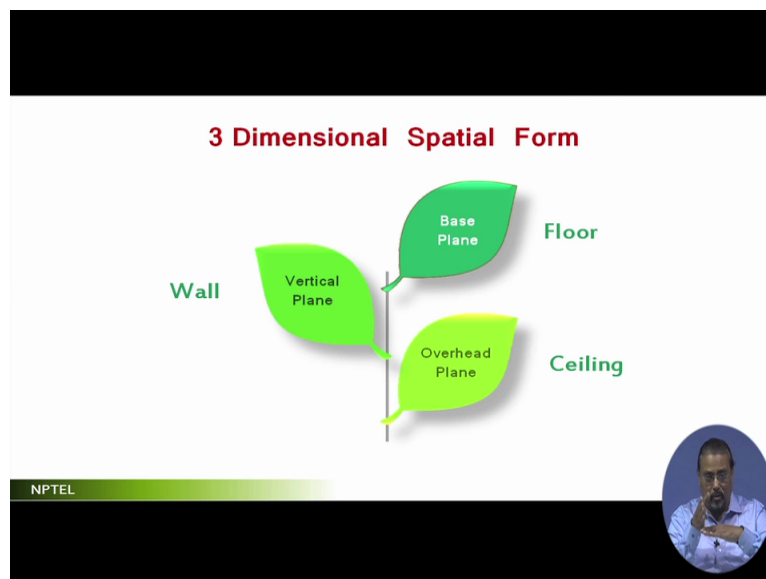 3 Dimensional Spatial Form
Base
Plane
Floor
Wall
Vertical
Plane
Overhead
Plane
Ceiling
NPTEL